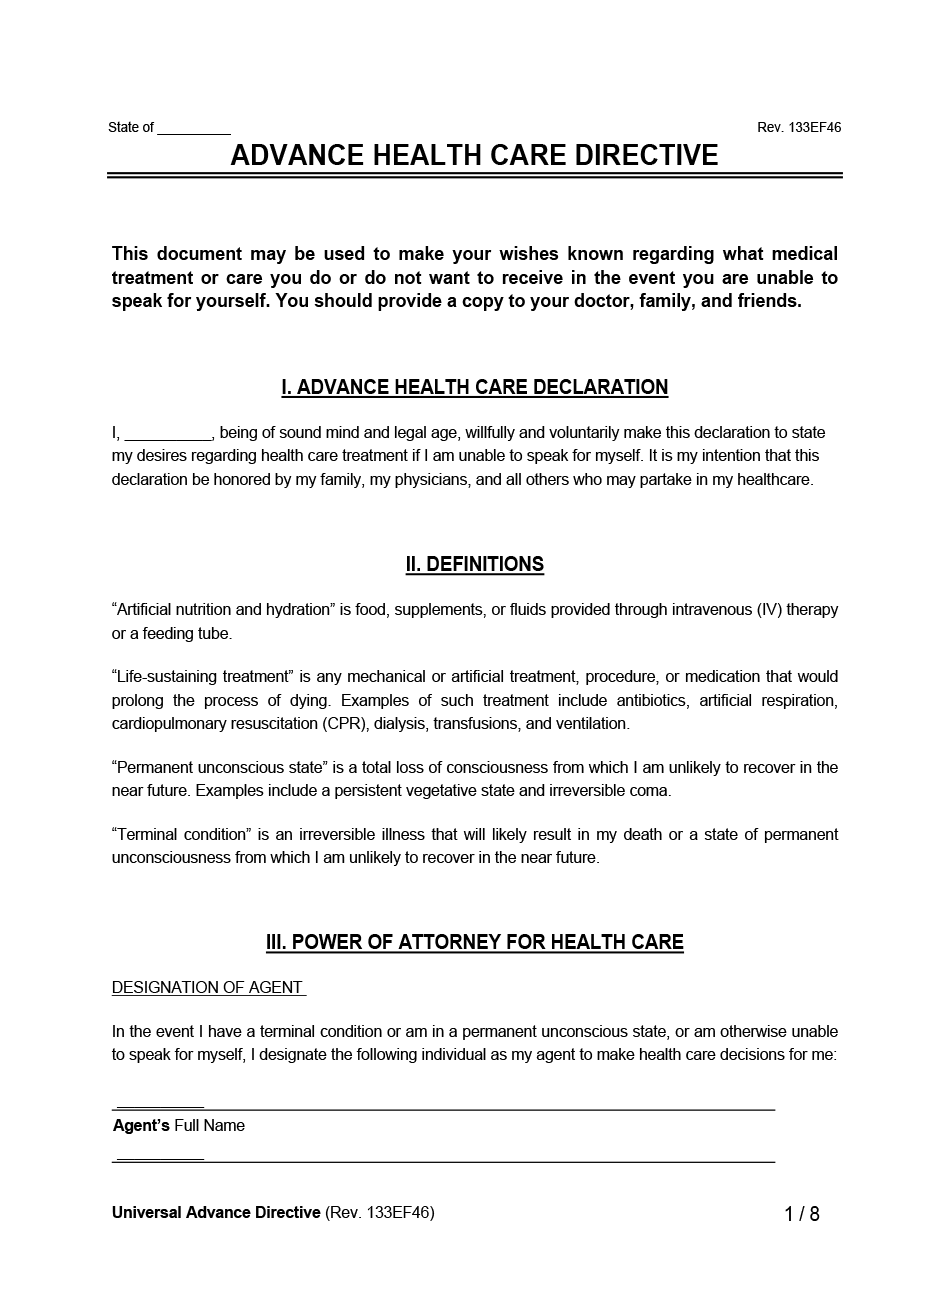 State of __________ Rev. 133EF46
ADVANCE HEALTH CARE DIRECTIVE
This document may be used to make your wishes known regarding what medical
treatment or care you do or do not want to receive in the event you are unable to
speak for yourself. You should provide a copy to your doctor, family, and friends.
I. ADVANCE HEALTH CARE DECLARATION
I, __________, being of sound mind and legal age, willfully and voluntarily make this declaration to state
my desires regarding health care treatment if I am unable to speak for myself. It is my intention that this
declaration be honored by my family, my physicians, and all others who may partake in my healthcare.
II. DEFINITIONS
“Artificial nutrition and hydration” is food, supplements, or fluids provided through intravenous (IV) therapy
or a feeding tube.
“Life-sustaining treatment” is any mechanical or artificial treatment, procedure, or medication that would
prolong the process of dying. Examples of such treatment include antibiotics, artificial respiration,
cardiopulmonary resuscitation (CPR), dialysis, transfusions, and ventilation.
“Permanent unconscious state” is a total loss of consciousness from which I am unlikely to recover in the
near future. Examples include a persistent vegetative state and irreversible coma.
“Terminal condition” is an irreversible illness that will likely result in my death or a state of permanent
unconsciousness from which I am unlikely to recover in the near future.
III. POWER OF ATTORNEY FOR HEALTH CARE
DESIGNATION OF AGENT
In the event I have a terminal condition or am in a permanent unconscious state, or am otherwise unable
to speak for myself, I designate the following individual as my agent to make health care decisions for me:
__________
Agent’s Full Name
__________
Universal Advance Directive (Rev. 133EF46) 1 / 8